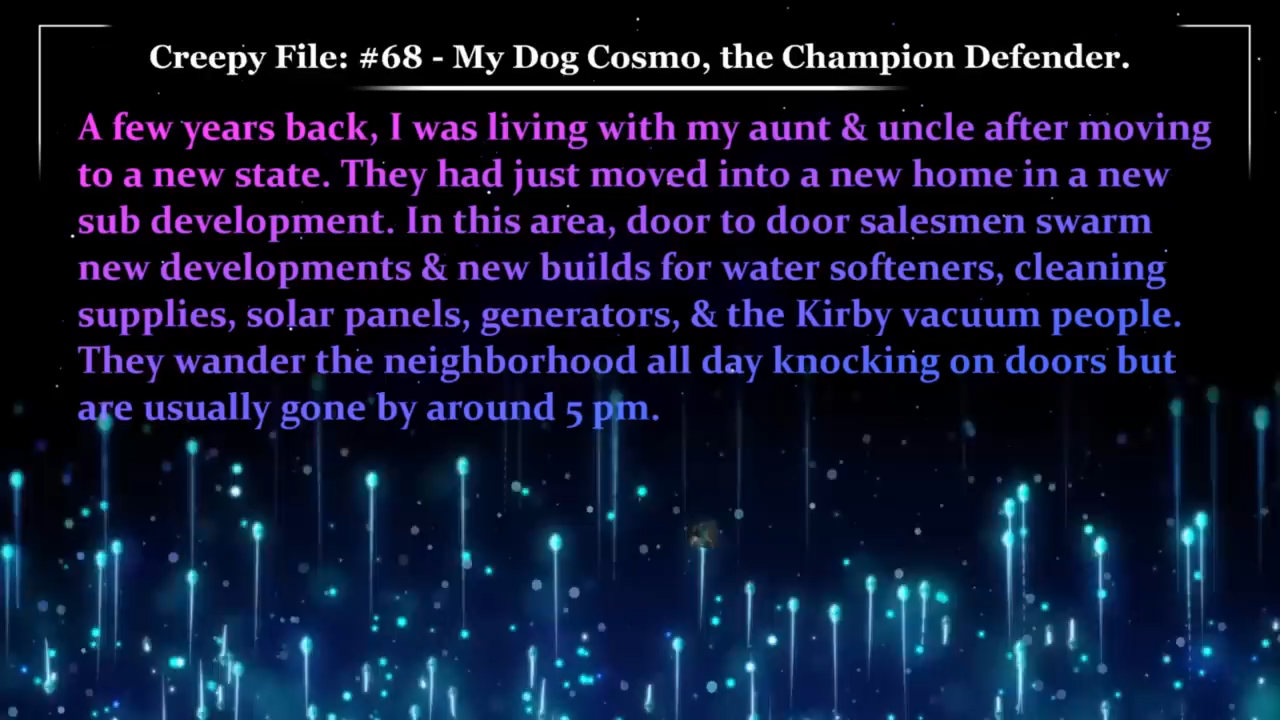 Creepy File: #68 - My Dog Cosmo, the Champion Defender.
A few years back, I was living with my aunt & uncle after moving
to a new state. They had just moved into a new home in a new
sub development. In this area, door to door salesmen swarm
new developments & new builds for water softeners, cleaning
supplies, solar panels, generators, & the Kirby vacuum people.
They wander the neighborhood all day knocking on doors but
are usually gone by around 5 pm.